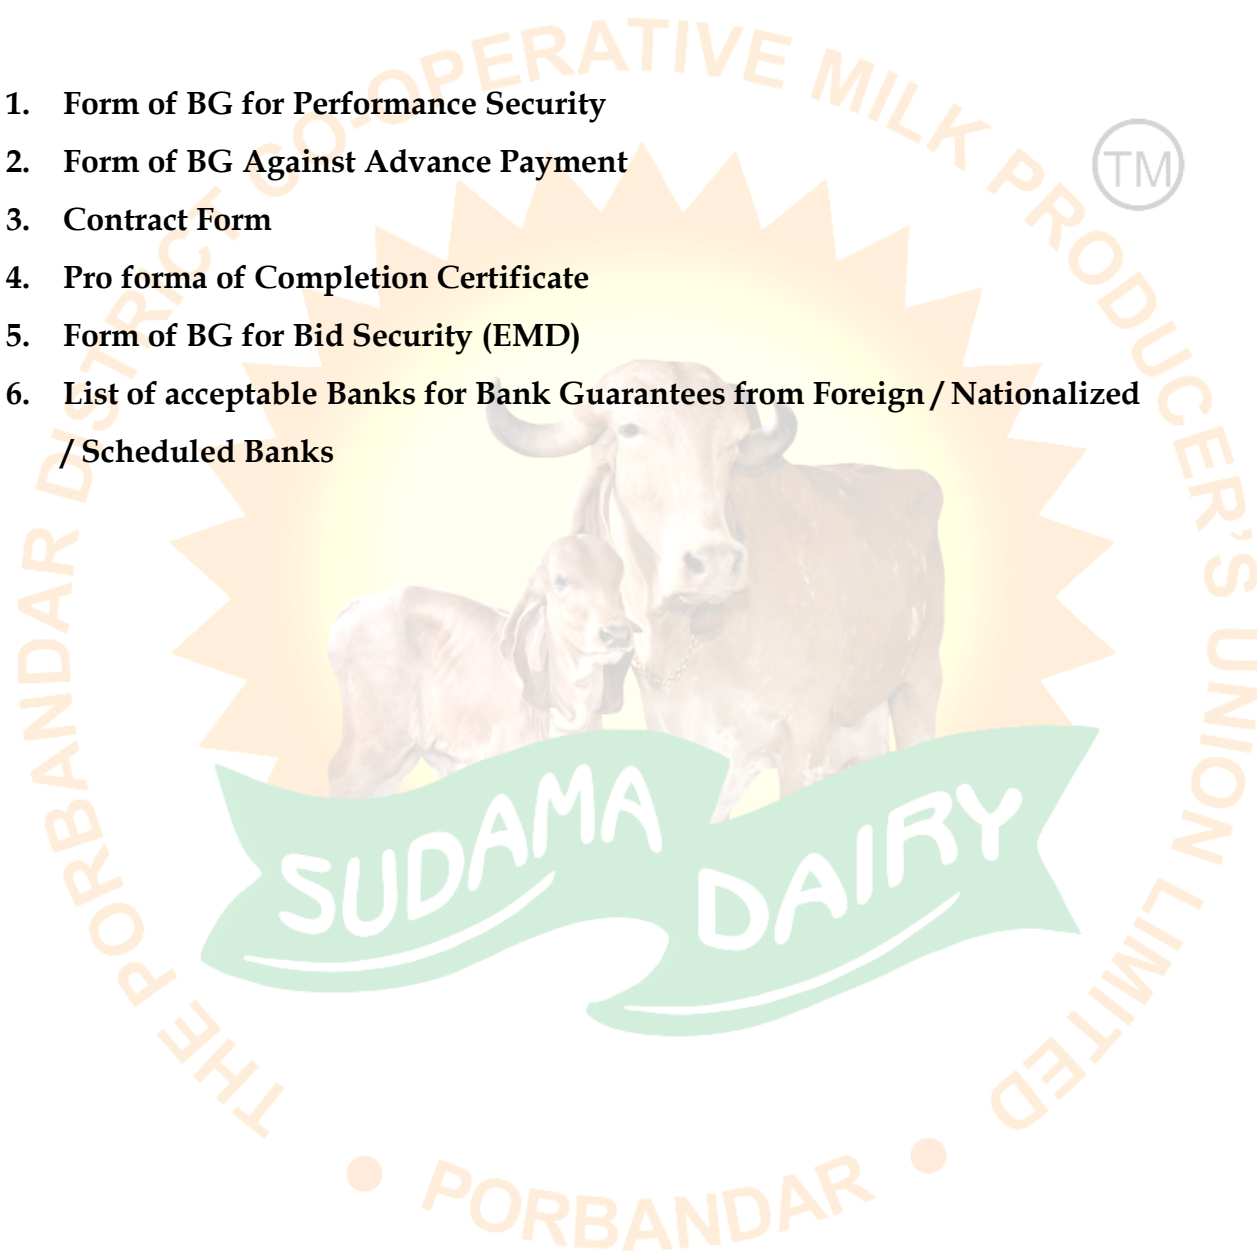 1. Form of BG for Performance Security
2. Form of BG Against Advance Payment
3. Contract Form
4. Pro forma of Completion Certificate
5. Form of BG for Bid Security (EMD)
6. List of acceptable Banks for Bank Guarantees from Foreign / Nationalized
/ Scheduled Banks
THE PORBANDAR DISTRICT CO-OPERATIVE MILK PRODUCER'S UNION LIMITED
TM
SUDAMA DAIRY
• PORBANDAR •